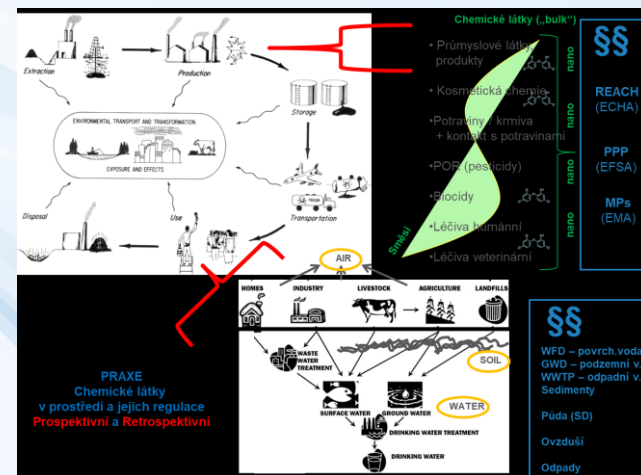 Chemické látky („bulk“)
Extraction
Production
Storage
Transportation
Use
Disposal
ENVIRONMENTAL TRANSPORT AND TRANSFORMATION
EXPOSURE AND EFFECTS
• Průmyslové látky
produkty
• Kosmetická chemie
• Potraviny / krmiva
+ kontakt s potravinami
• POR (pesticidy)
• Biocidy
• Léčiva humánní
• Léčiva veterinární
Směsi
nano
nano
nano
nano
§§
REACH
(ECHA)
PPP
(EFSA)
MPs
(EMA)
AIR
HOMES
INDUSTRY
LIVESTOCK
AGRICULTURE
LANDFILLS
WASTE
WATER
TREATMENT
SOIL
SURFACE WATER
GROUND WATER
WATER
DRINKING WATER TREATMENT
DRINKING WATER
PRAXE
Chemické látky
v prostředí a jejich regulace
Prospektivní a Retrospektivní
§§
WFD – povrch.voda
GWD – podzemní v.
WWTP – odpadní v.
Sedimenty
Půda (SD)
Ovzduší
Odpady